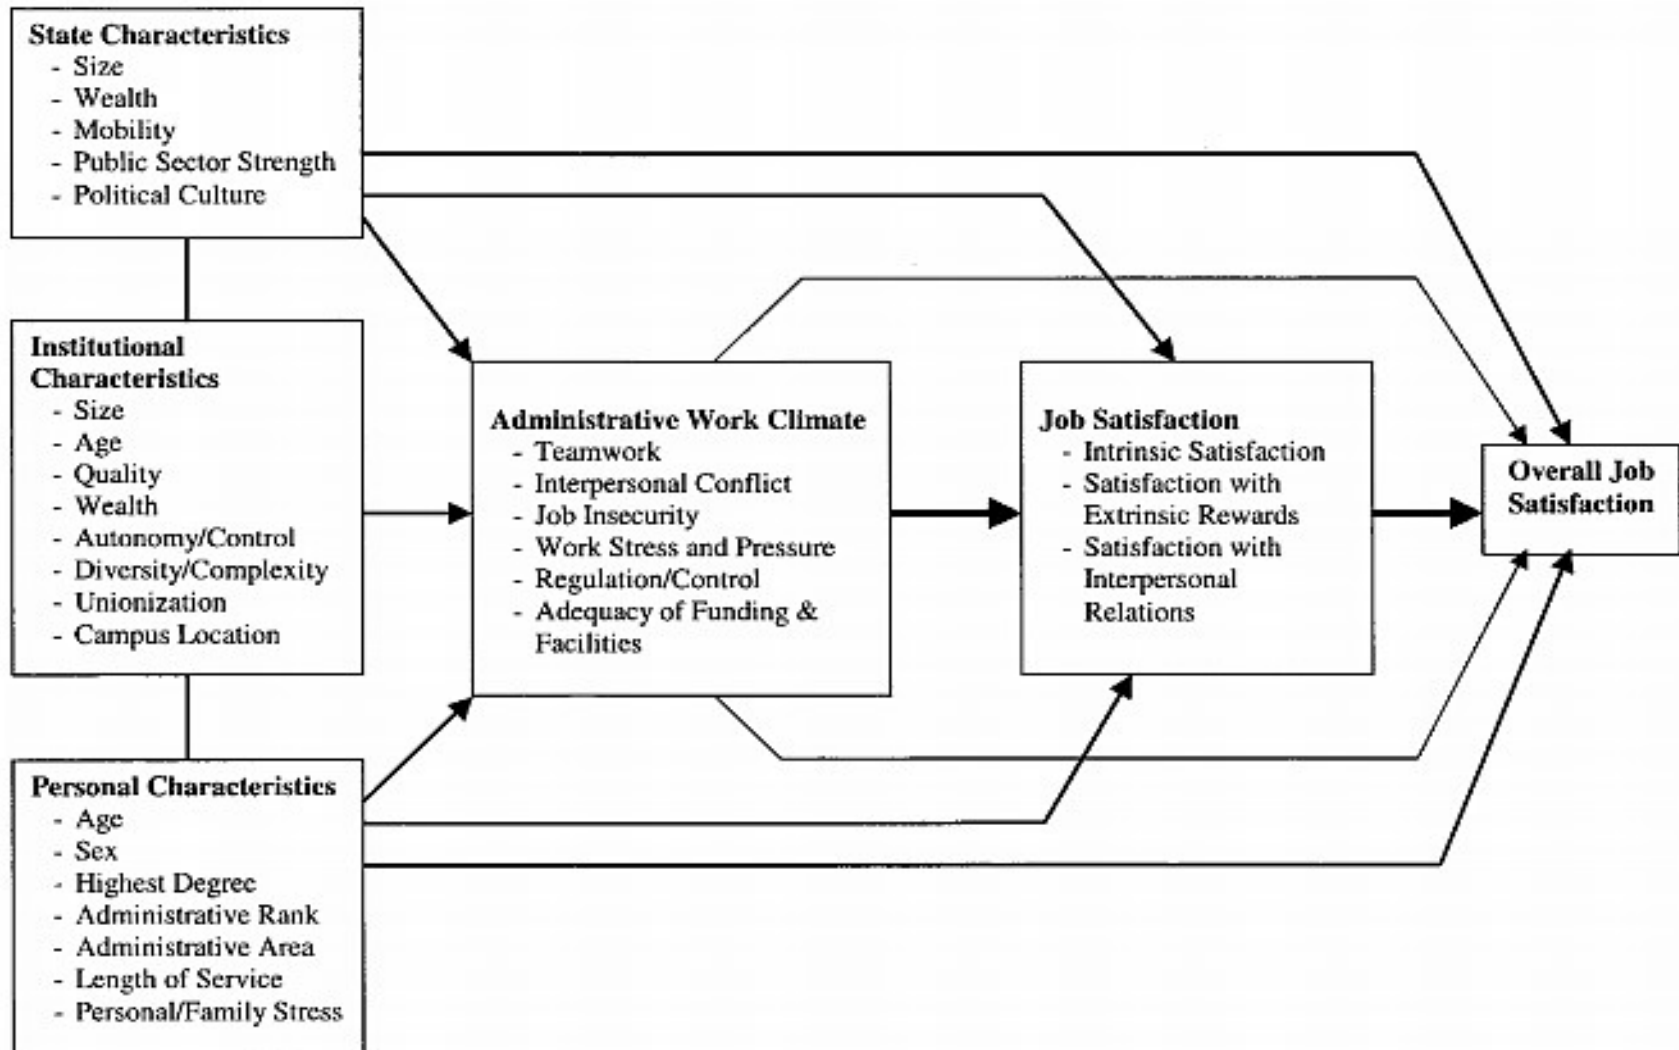 State Characteristics
- Size
- Wealth
- Mobility
- Public Sector Strength
- Political Culture
Institutional
Characteristics
- Size
- Age
- Quality
- Wealth
- Autonomy/Control
- Diversity/Complexity
- Unionization
- Campus Location
Personal Characteristics
- Age
- Sex
- Highest Degree
- Administrative Rank
- Administrative Area
- Length of Service
- Personal/Family Stress
Administrative Work Climate
- Teamwork
- Interpersonal Conflict
- Job Insecurity
- Work Stress and Pressure
- Regulation/Control
- Adequacy of Funding &
Facilities
Job Satisfaction
- Intrinsic Satisfaction
- Satisfaction with
Extrinsic Rewards
- Satisfaction with
Interpersonal
Relations
Overall Job
Satisfaction